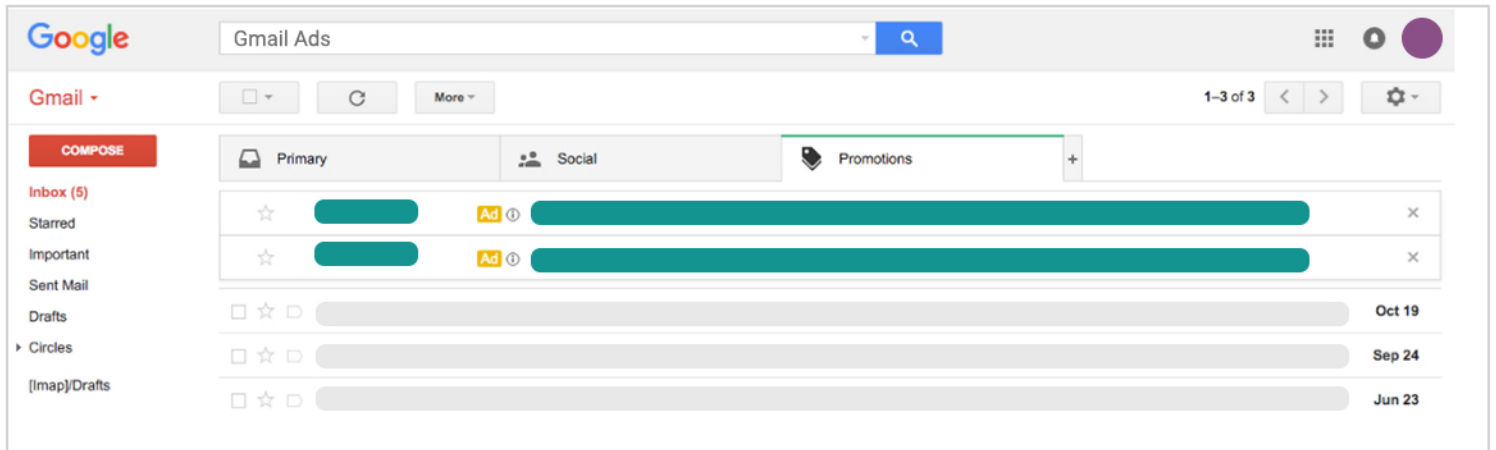 Google Gmail Ads
Gmail More 1–3 of 3
COMPOSE
Primary Social Promotions +
Inbox (5)
Starred
Important
Sent Mail
Drafts
Circles
[Imap]/Drafts
Ad
Ad
Oct 19
Sep 24
Jun 23